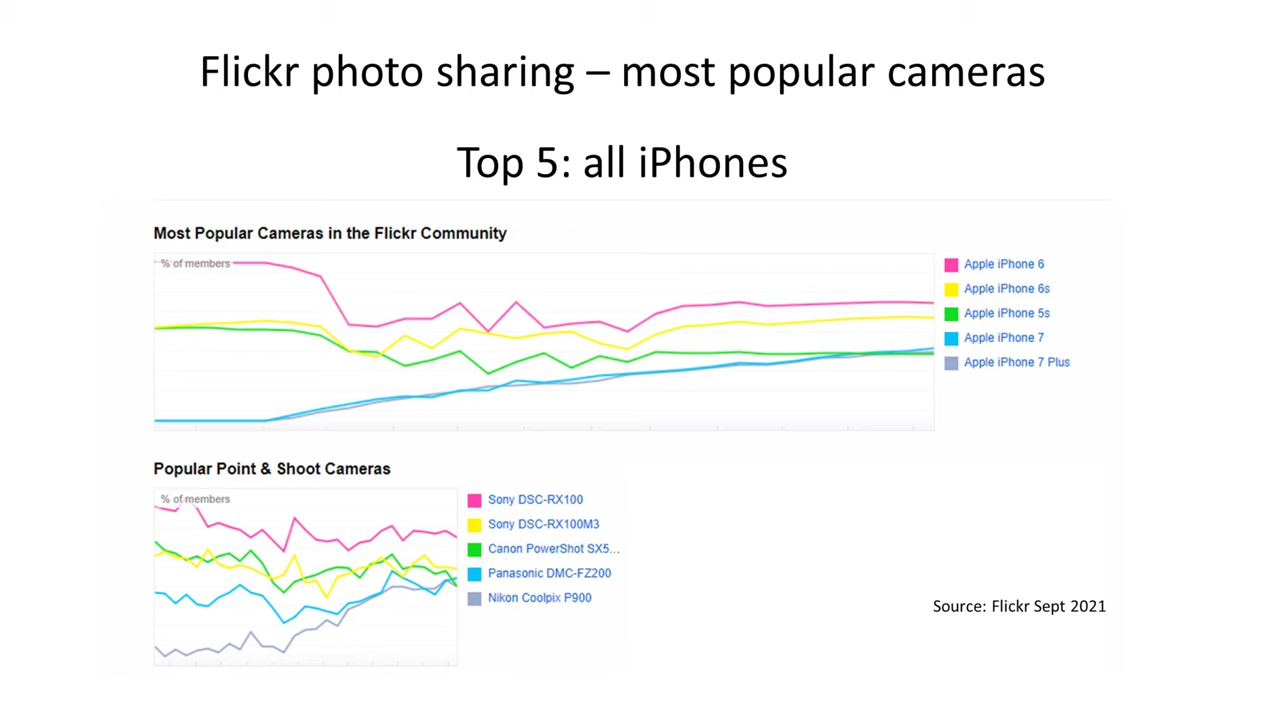 Flickr photo sharing – most popular cameras
Top 5: all iPhones
Most Popular Cameras in the Flickr Community
% of members
Apple iPhone 6
Apple iPhone 6s
Apple iPhone 5s
Apple iPhone 7
Apple iPhone 7 Plus
Popular Point & Shoot Cameras
% of members
Sony DSC-RX100
Sony DSC-RX100M3
Canon PowerShot SX5...
Panasonic DMC-FZ200
Nikon Coolpix P900
Source: Flickr Sept 2021